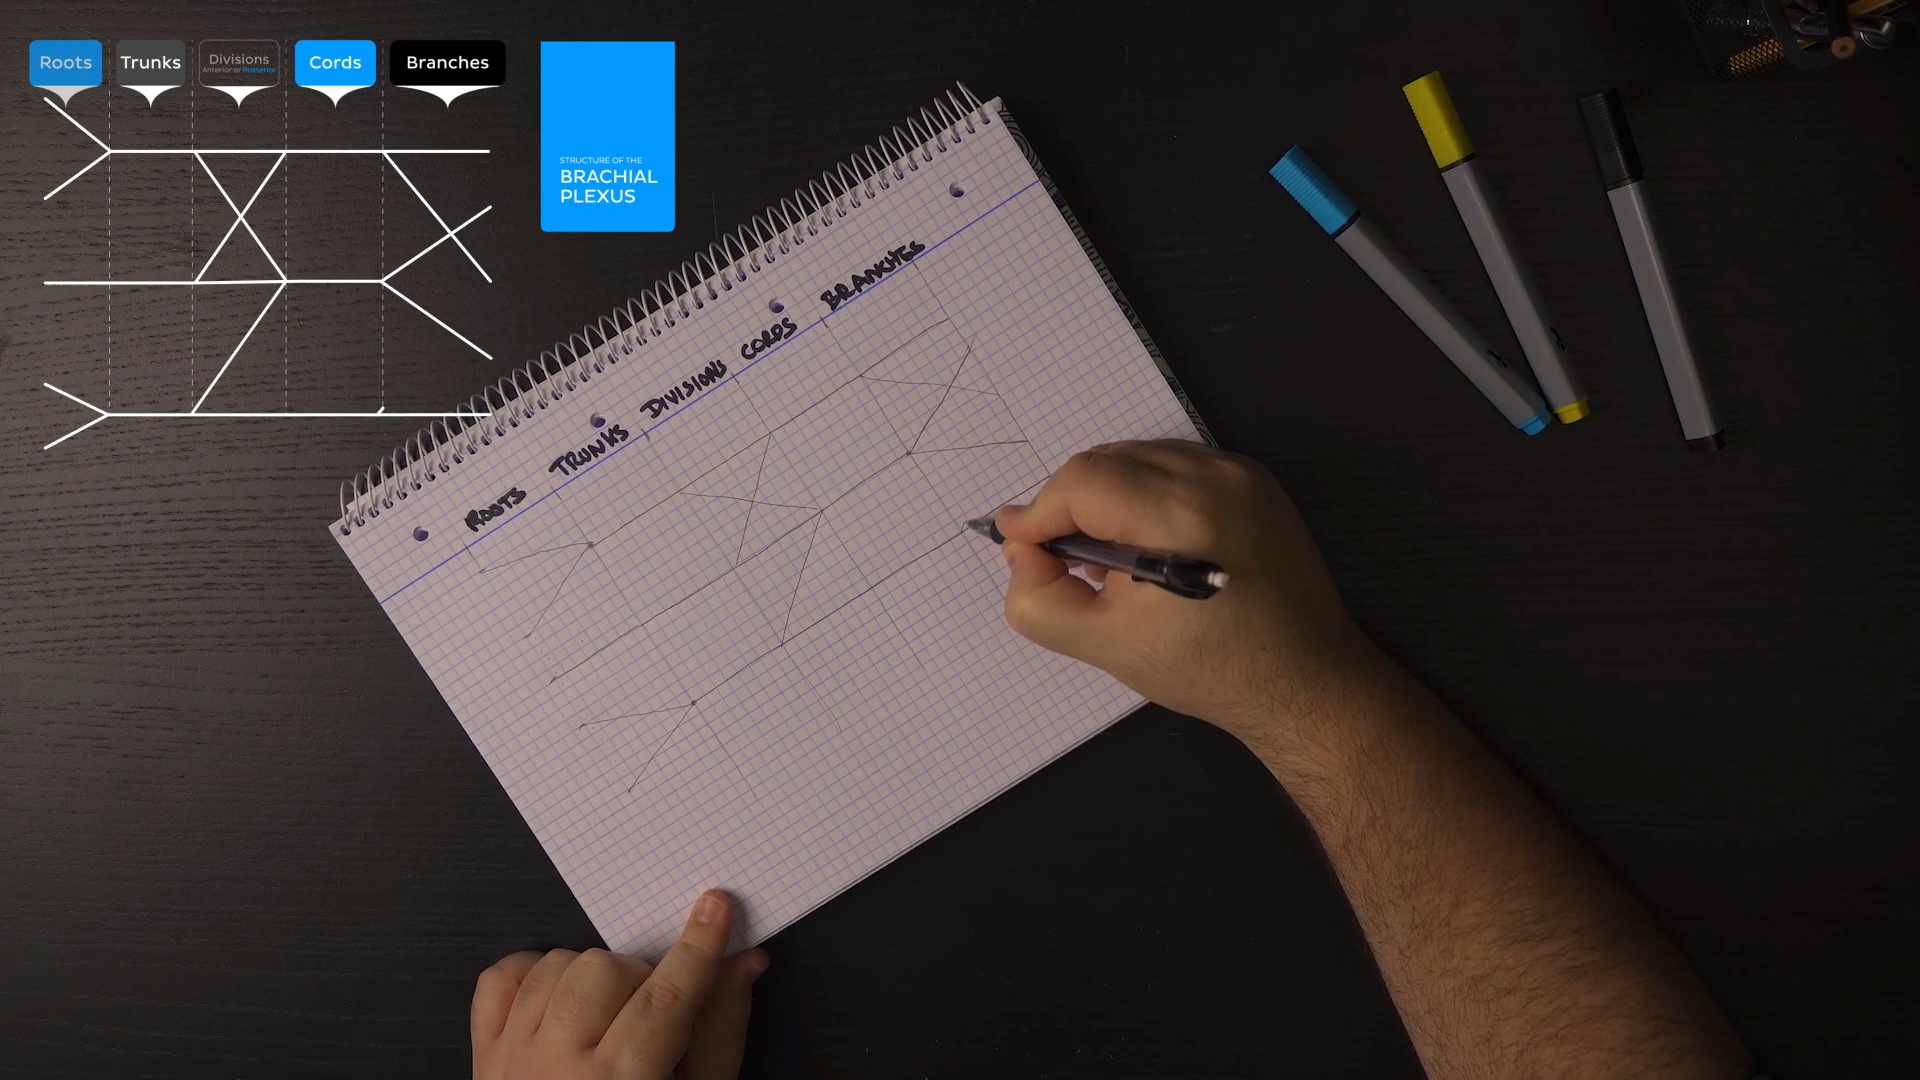 Roots Trunks Divisions Cords Branches
Anterior or Posterior
STRUCTURE OF THE
BRACHIAL
PLEXUS
ROOTS TRUNKS DIVISIONS CORDS BRANCHES